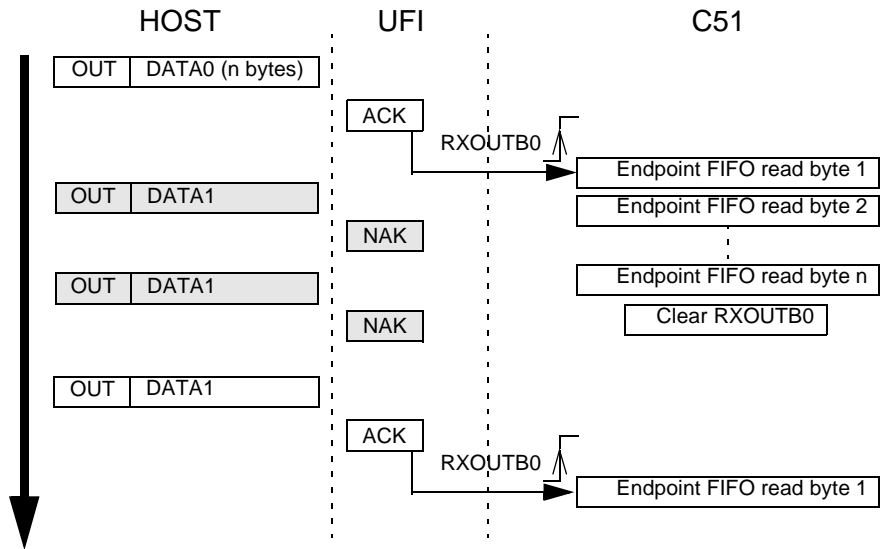 HOST UFI C51
OUT DATA0 (n bytes)
ACK
RXOUTB0
Endpoint FIFO read byte 1
OUT DATA1
Endpoint FIFO read byte 2
NAK
OUT DATA1
Endpoint FIFO read byte n
NAK
Clear RXOUTB0
OUT DATA1
ACK
RXOUTB0
Endpoint FIFO read byte 1